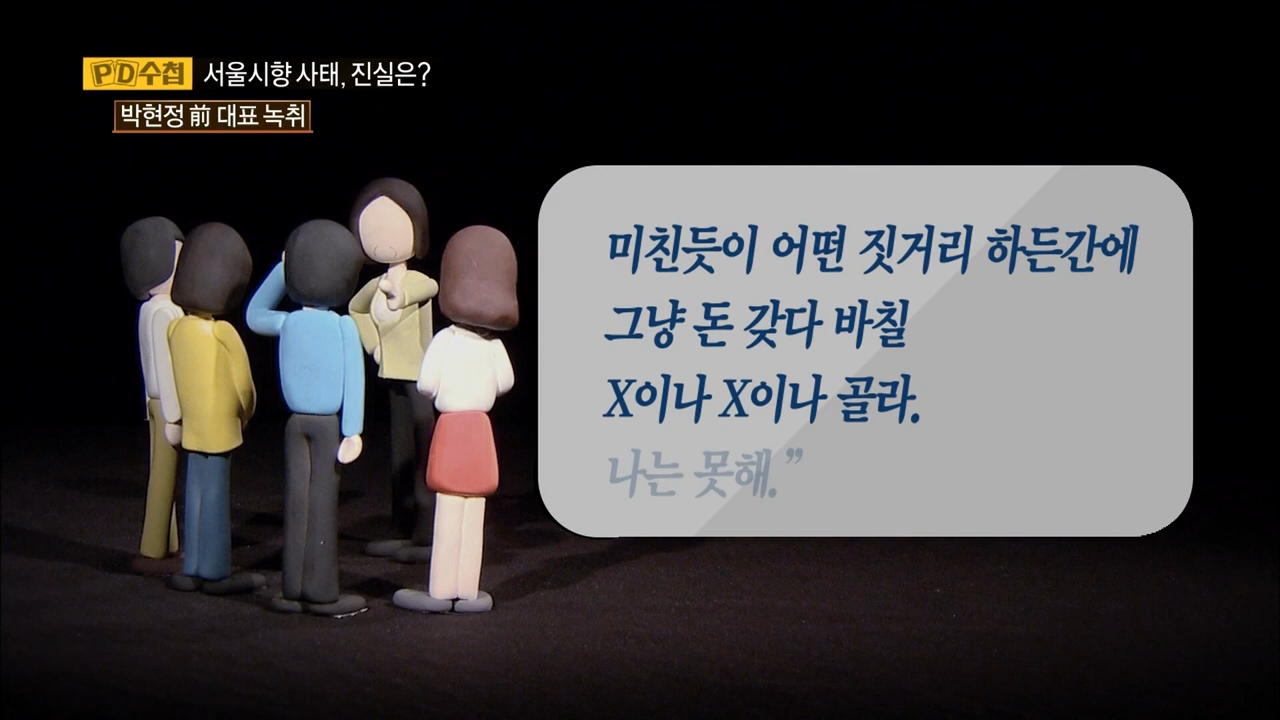 PD수첩 서울시향 사태, 진실은?
박현정 前 대표 녹취
미친듯이 어떤 짓거리 하든간에
그냥 돈 갖다 바칠
X이나 X이나 골라.
나는 못해.”